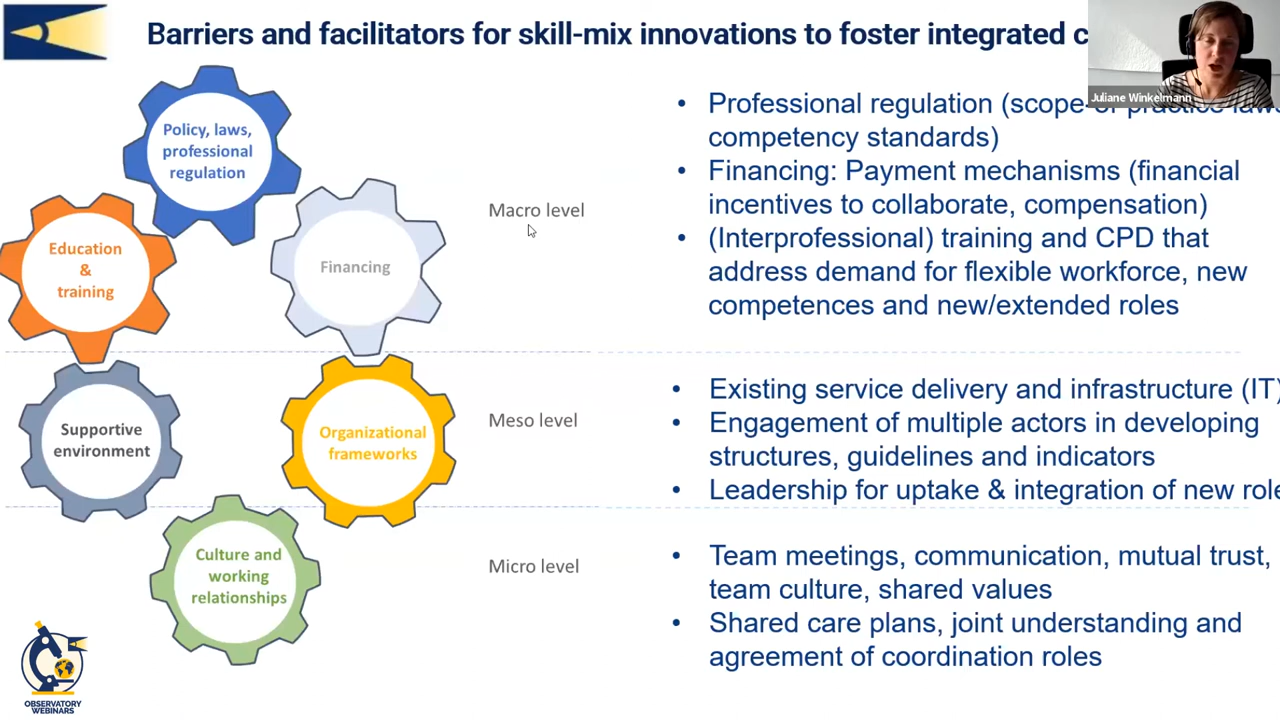 Barriers and facilitators for skill-mix innovations to foster integrated
Juliane Winkelmann
Policy, laws,
professional
regulation
Education
&
training
Financing
Macro level
• Professional regulation (scope-of practice laws
competency standards)
• Financing: Payment mechanisms (financial
incentives to collaborate, compensation)
• (Interprofessional) training and CPD that
address demand for flexible workforce, new
competences and new/extended roles
Supportive
environment
Organizational
frameworks
Meso level
• Existing service delivery and infrastructure (IT)
• Engagement of multiple actors in developing
structures, guidelines and indicators
• Leadership for uptake & integration of new
Culture and
working
relationships
Micro level
• Team meetings, communication, mutual trust,
team culture, shared values
• Shared care plans, joint understanding and
agreement of coordination roles
OBSERVATORY
WEBINARS